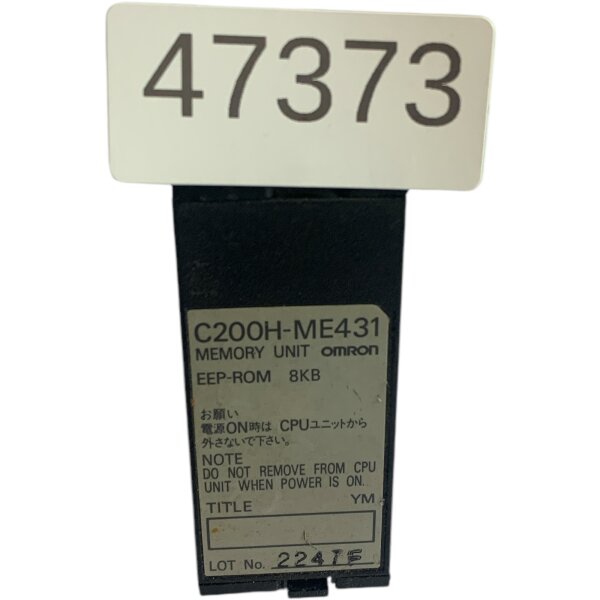 47373
C200H-ME431
MEMORY UNIT OMRON
EEP-ROM 8KB
お願い
電源ON時は CPUユニットから
外さないで下さい。
NOTE
DO NOT REMOVE FROM CPU
UNIT WHEN POWER IS ON.
TITLE YM
LOT No. 2247F